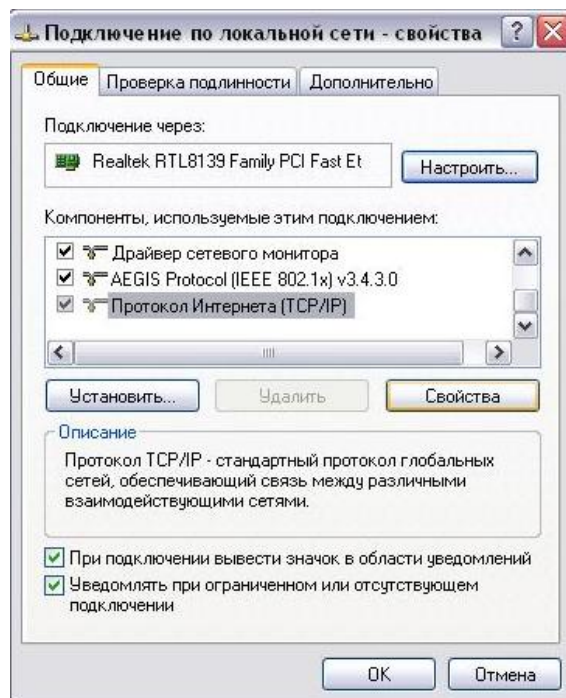 Подключение по локальной сети - свойства
Общие Проверка подлинности Дополнительно
Подключение через:
Realtek RTL8139 Family PCI Fast Et
Настроить...
Компоненты, используемые этим подключением:
Драйвер сетевого монитора
AEGIS Protocol (IEEE 802.1x) v3.4.3.0
Протокол Интернета (TCP/IP)
Установить... Удалить Свойства
Описание
Протокол TCP/IP - стандартный протокол глобальных
сетей, обеспечивающий связь между различными
взаимодействующими сетями.
При подключении вывести значок в области уведомлений
Уведомлять при ограниченном или отсутствующем
подключении
OK Отмена